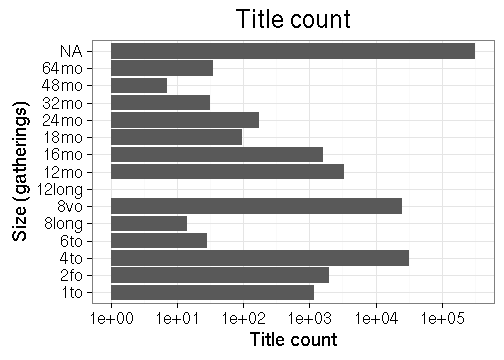 Title count
NA
64mo
48mo
32mo
24mo
18mo
16mo
12mo
12long
8vo
8long
6to
4to
2fo
1to
Size (gatherings)
1e+00 1e+01 1e+02 1e+03 1e+04 1e+05
Title count